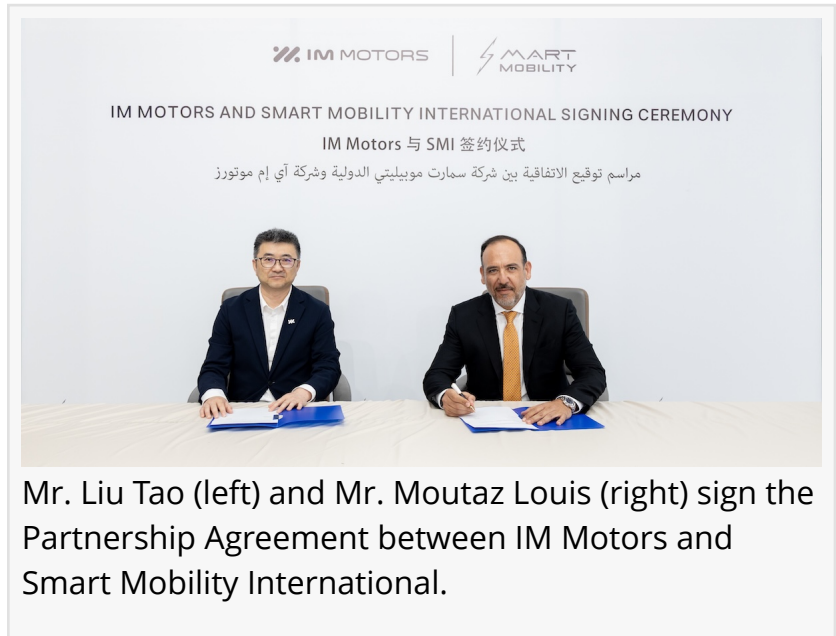 IM MOTORS
SMART
MOBILITY
IM MOTORS AND SMART MOBILITY INTERNATIONAL SIGNING CEREMONY
IM Motors 与 SMI 签约仪式
مراسم توقيع الاتفاقية بين شركة سمارت موبيليتي الدولية وشركة آي إم موتورز
Mr. Liu Tao (left) and Mr. Moutaz Louis (right) sign the
Partnership Agreement between IM Motors and
Smart Mobility International.